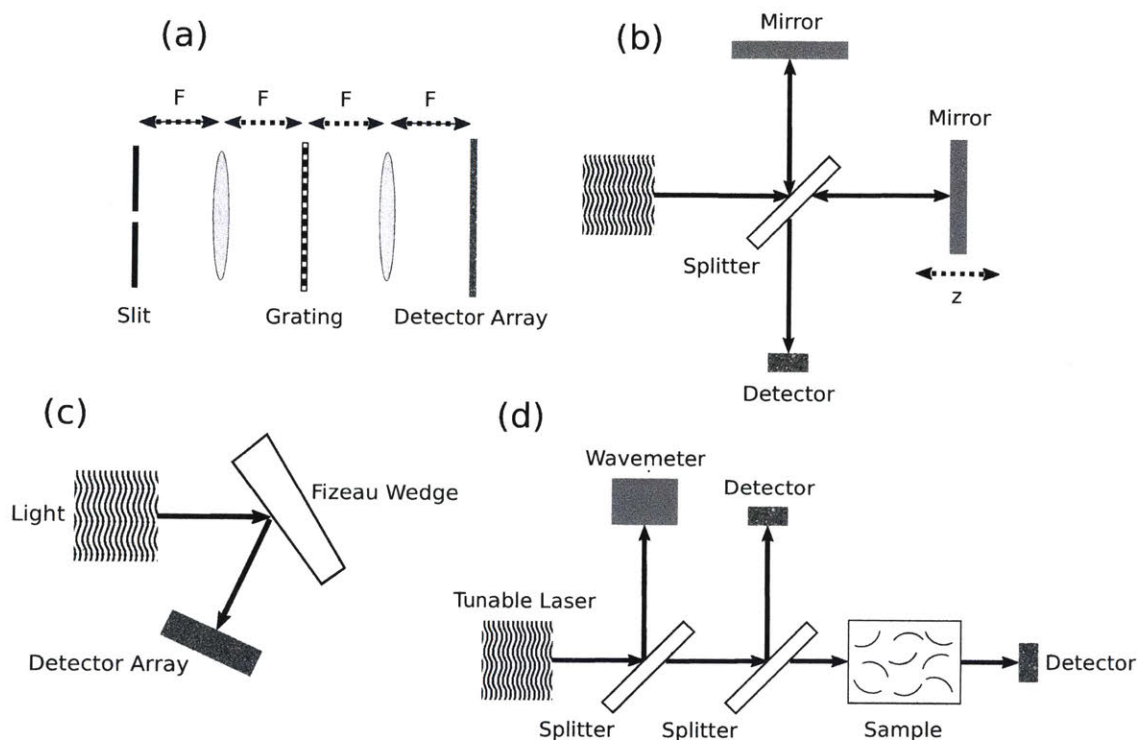 (a)
F F F F
Slit
Grating
Detector Array
(b)
Mirror
Mirror
Splitter
z
Detector
(c)
Light
Fizeau Wedge
Detector Array
(d)
Wavemeter
Detector
Tunable Laser
Splitter
Splitter
Sample
Detector